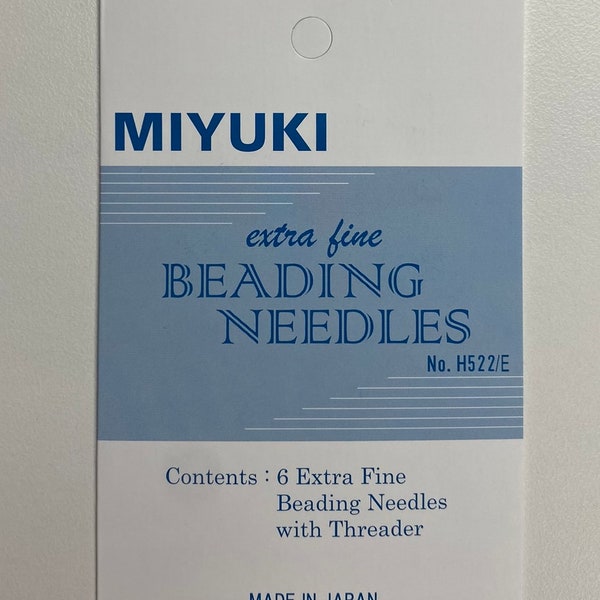 MIYUKI
extra fine
BEADING
NEEDLES
No. H522/E
Contents : 6 Extra Fine
Beading Needles
with Threader
MADE IN JAPAN